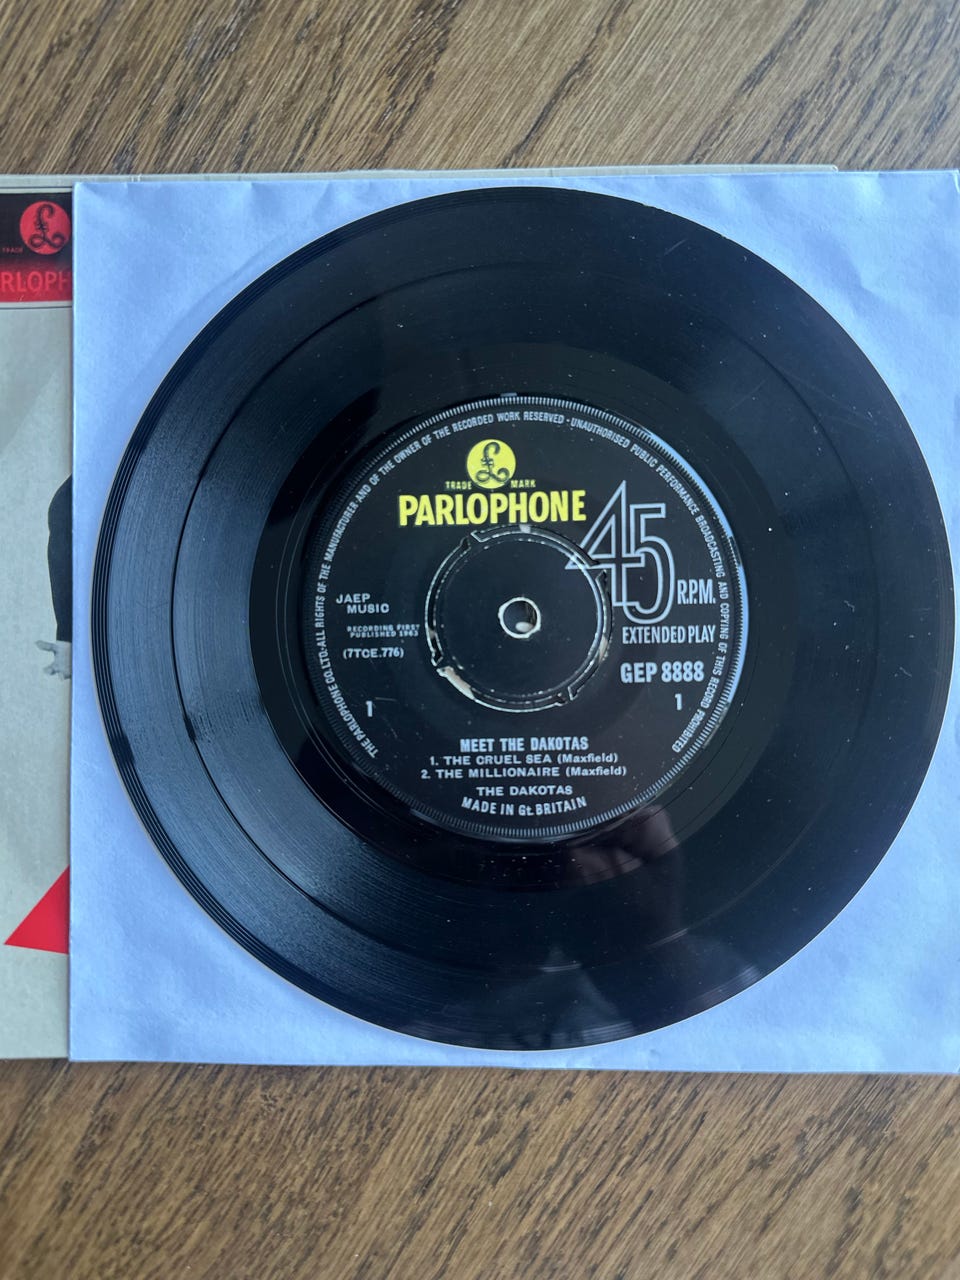 TRADE
RLOPH
THE PARLOPHONE CO.LTD.-ALL RIGHTS OF THE MANUFACTURER AND OF THE OWNER OF THE RECORDED WORK RESERVED-UNAUTHORISED PUBLIC PERFORMANCE BROADCASTING AND COPYING OF THIS RECORD PROHIBITED
£
TRADE MARK
PARLOPHONE
45
R.P.M.
EXTENDED PLAY
JAEP
MUSIC
RECORDING FIRST
PUBLISHED 1963
(7TCE.776)
GEP 8888
1
1
MEET THE DAKOTAS
1. THE CRUEL SEA (Maxfield)
2. THE MILLIONAIRE (Maxfield)
THE DAKOTAS
MADE IN Gt. BRITAIN